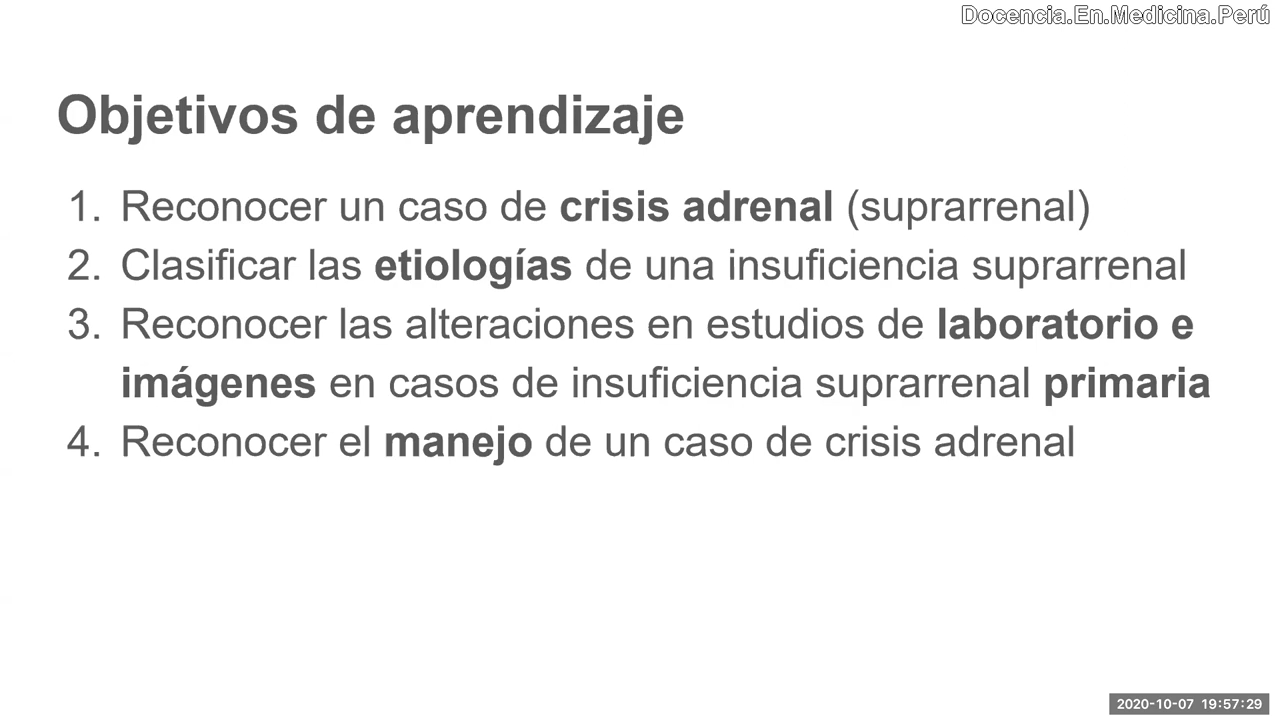 Docencia.En.Medicina.Perú
Objetivos de aprendizaje
1. Reconocer un caso de crisis adrenal (suprarrenal)
2. Clasificar las etiologías de una insuficiencia suprarrenal
3. Reconocer las alteraciones en estudios de laboratorio e
imágenes en casos de insuficiencia suprarrenal primaria
4. Reconocer el manejo de un caso de crisis adrenal
2020-10-07 19:57:29